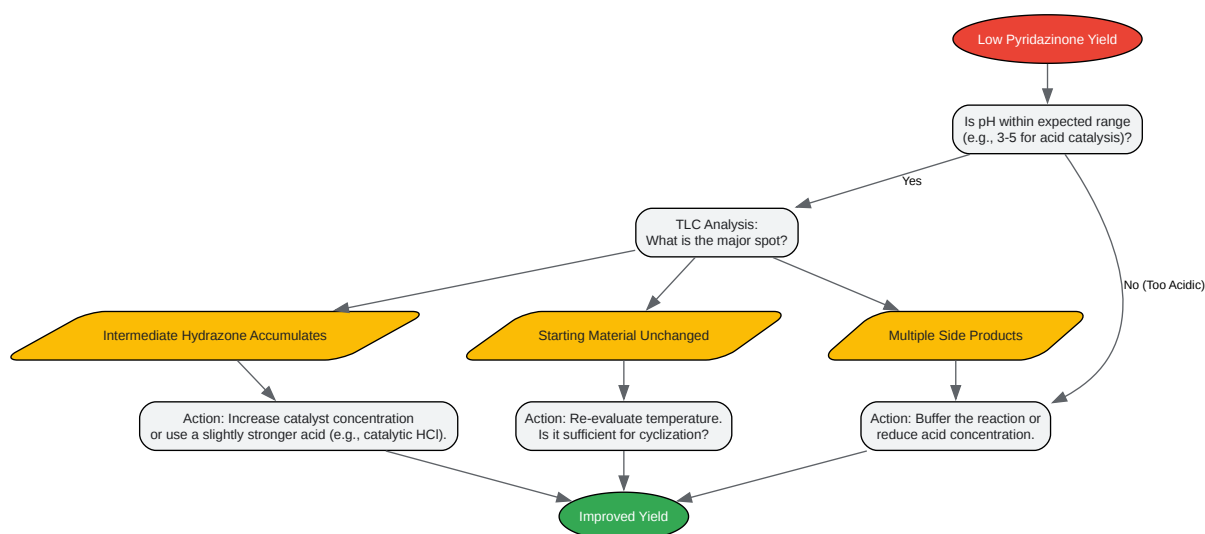 Low Pyridazinone Yield
Is pH within expected range
(e.g., 3-5 for acid catalysis)?
Yes
TLC Analysis:
What is the major spot?
No (Too Acidic)
Intermediate Hydrazone Accumulates
Starting Material Unchanged
Multiple Side Products
Action: Increase catalyst concentration
or use a slightly stronger acid (e.g., catalytic HCl).
Action: Re-evaluate temperature.
Is it sufficient for cyclization?
Action: Buffer the reaction or
reduce acid concentration.
Improved Yield